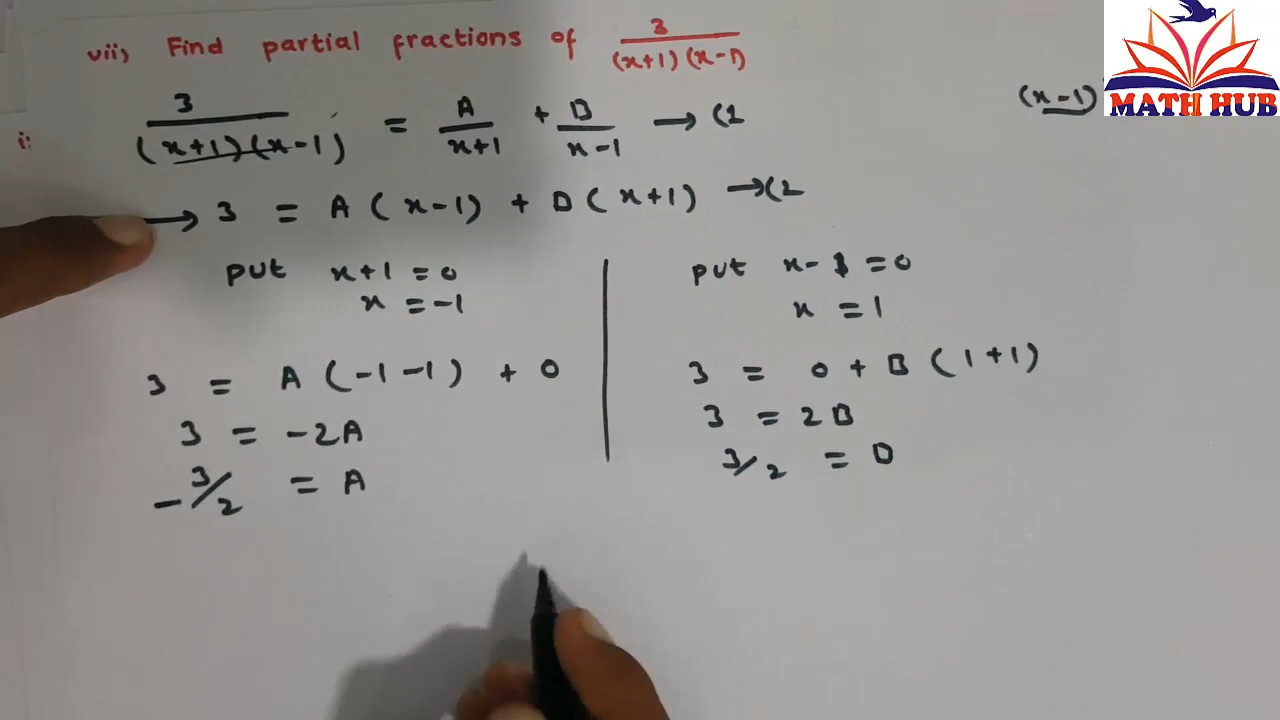 vii) Find partial fractions of 3/(x+1)(x-1)
MATH HUB
(x-1)
i:
3/(x+1)(x-1) = A/x+1 + B/x-1 → (2
→ 3 = A(x-1) + B(x+1) → (2
put x+1 = 0
x = -1
3 = A(-1-1) + 0
3 = -2A
-3/2 = A
put x-1 = 0
x = 1
3 = 0 + B(1+1)
3 = 2B
3/2 = B